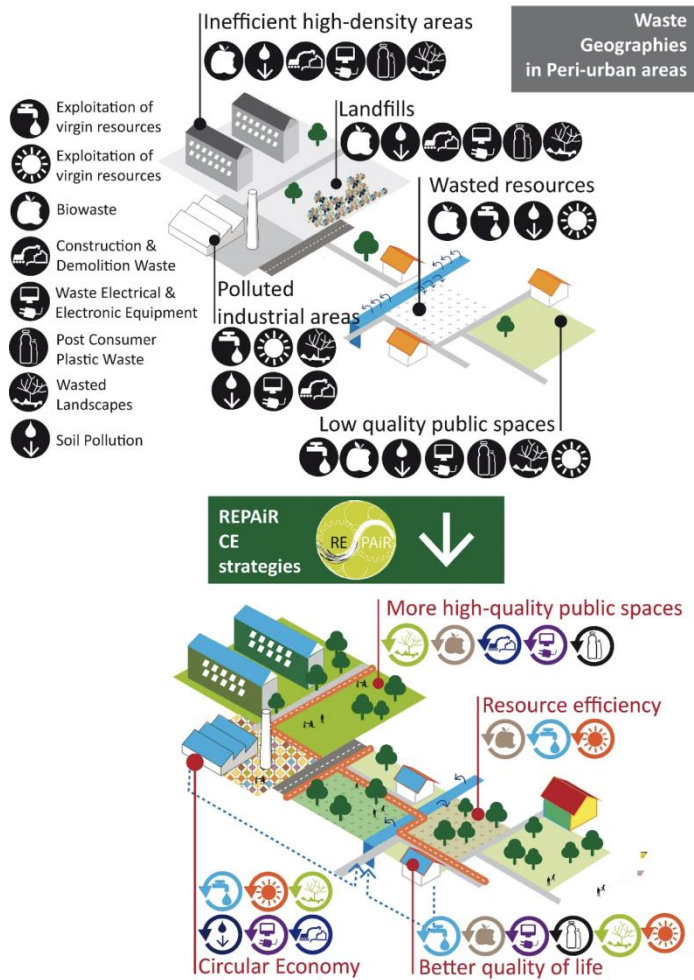 Inefficient high-density areas
Waste
Geographies
in Peri-urban areas
Exploitation of
virgin resources
Exploitation of
virgin resources
Biowaste
Construction &
Demolition Waste
Waste Electrical &
Electronic Equipment
Post Consumer
Plastic Waste
Wasted
Landscapes
Soil Pollution
Landfills
Wasted resources
Polluted
industrial areas
Low quality public spaces
REPAiR
CE
strategies
RE PAiR
More high-quality public spaces
Resource efficiency
Circular Economy
Better quality of life